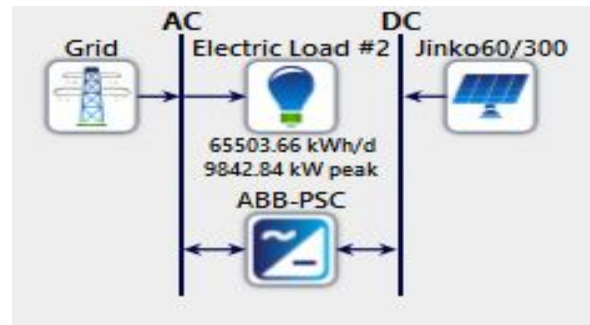 AC DC
Grid Electric Load #2 Jinko60/300
65503.66 kWh/d
9842.84 kW peak
ABB-PSC